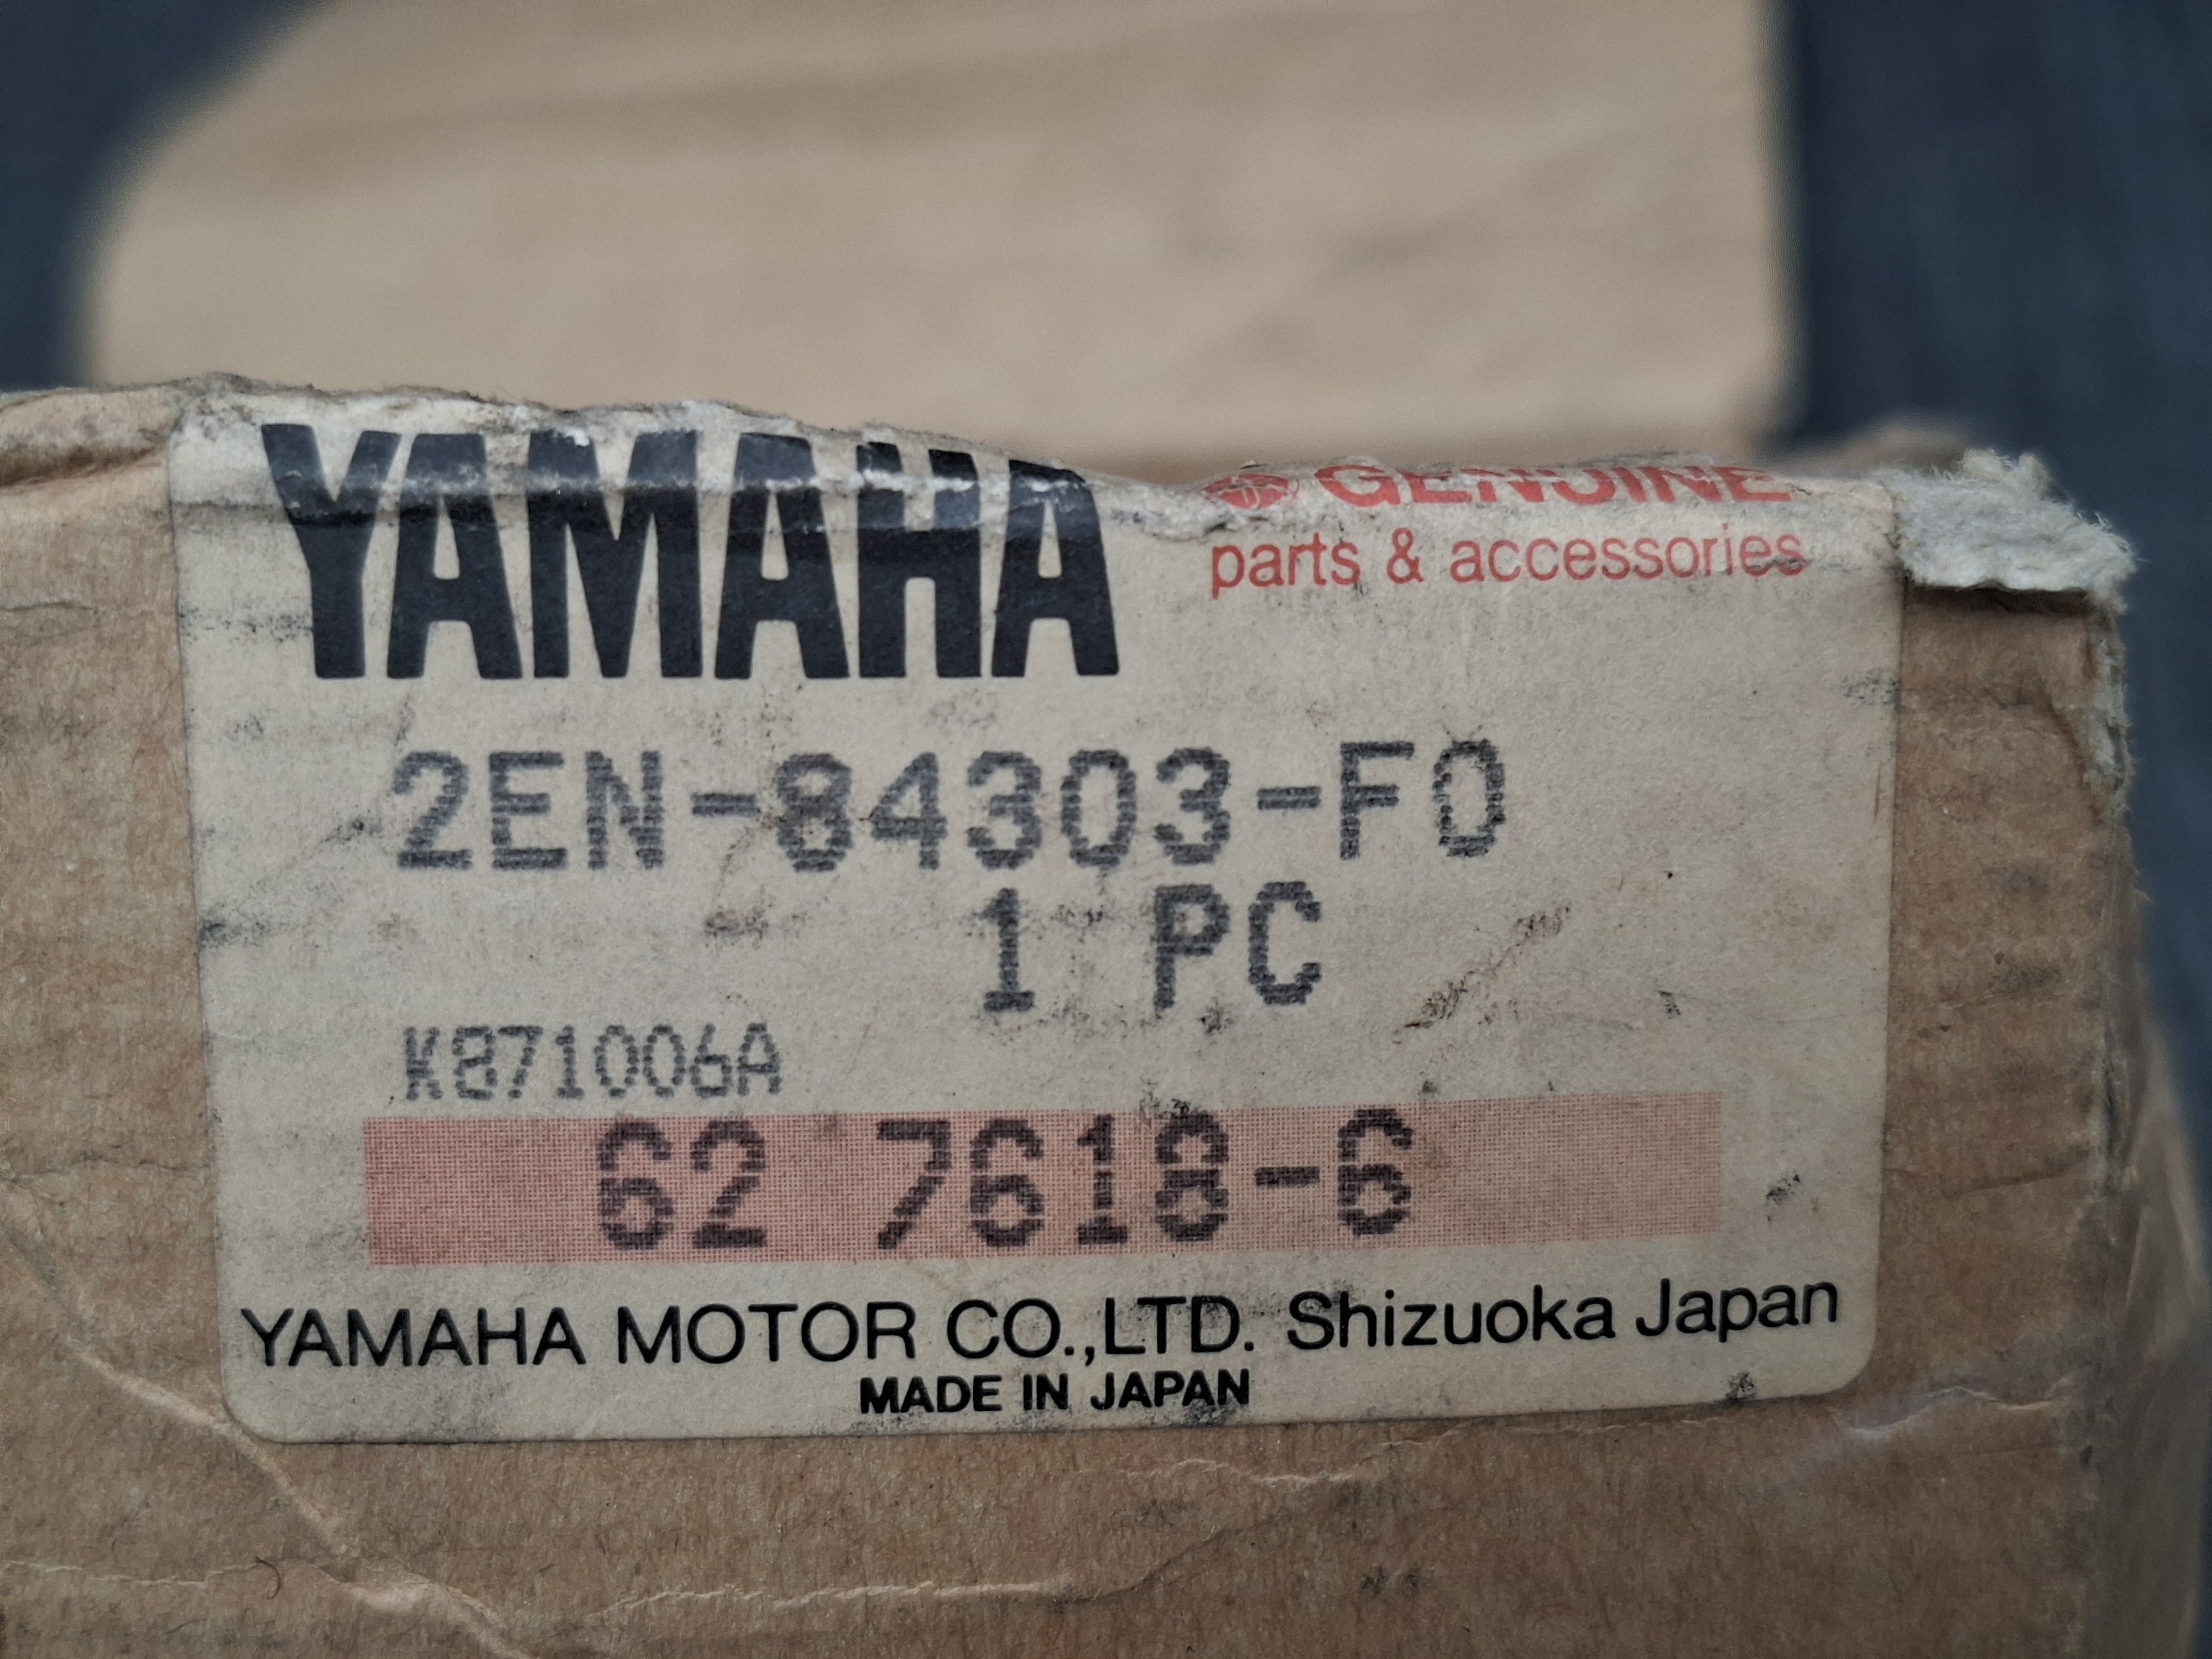 YAMAHA
GENUINE
parts & accessories
2EN-84303-F0
1 PC
K871006A
62 7618-6
YAMAHA MOTOR CO.,LTD. Shizuoka Japan
MADE IN JAPAN